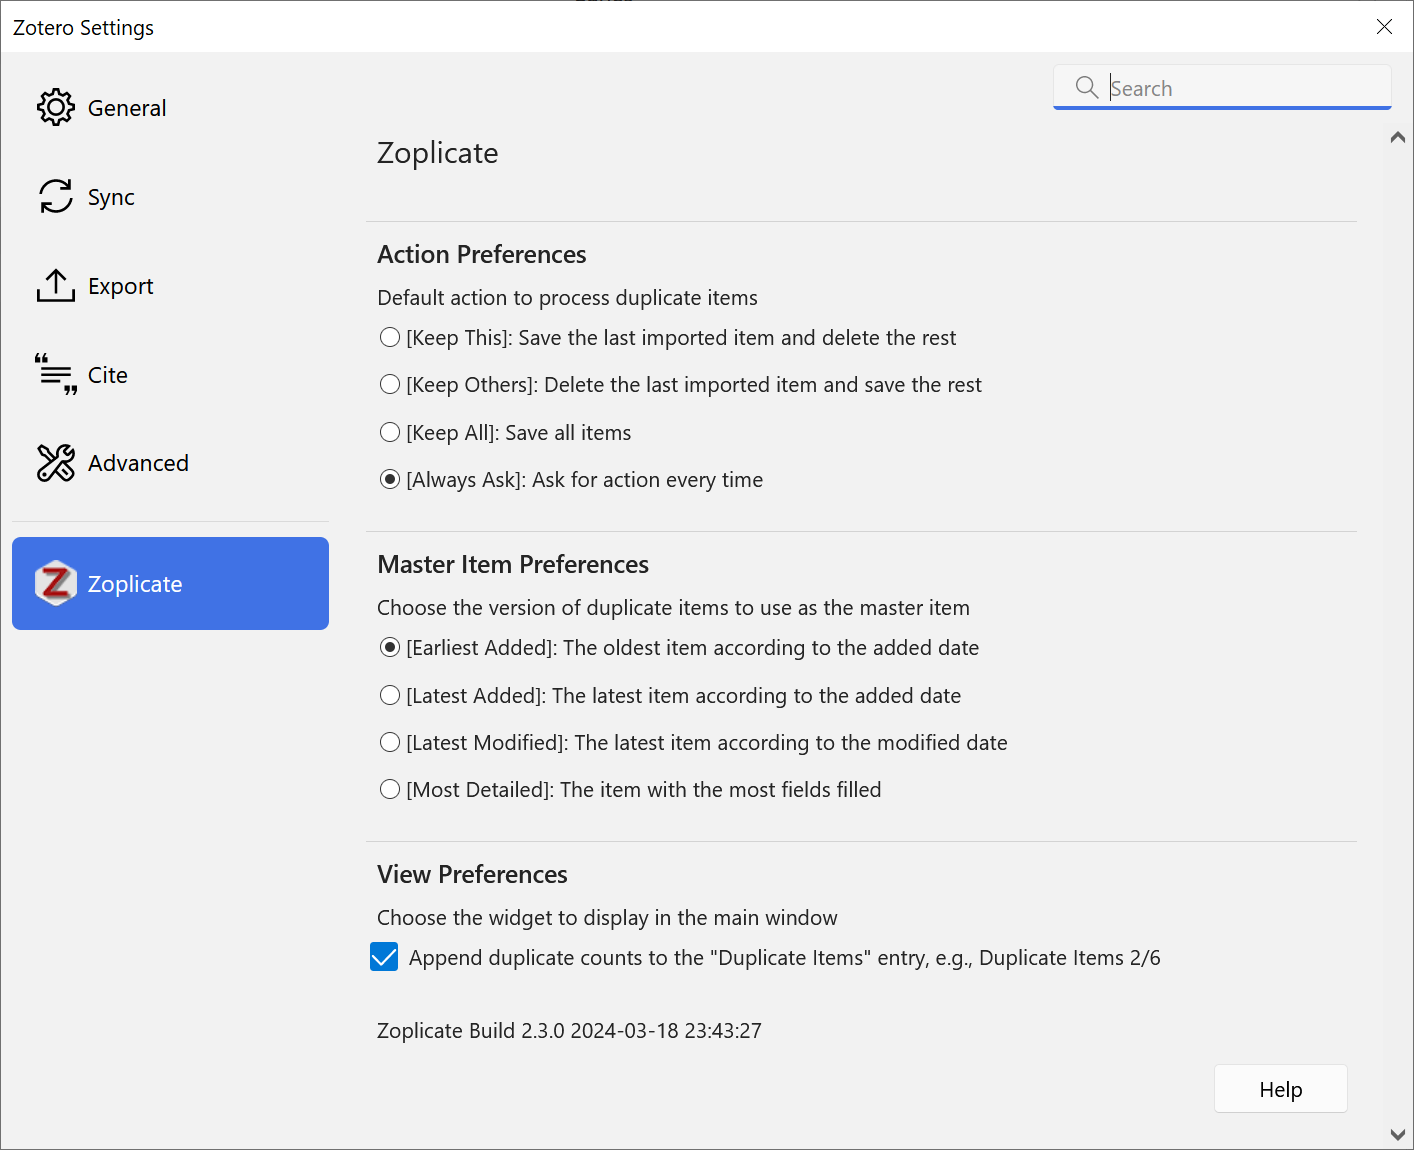 Zotero Settings
Search
General
Sync
Export
Cite
Advanced
Zoplicate
Zoplicate
Action Preferences
Default action to process duplicate items
[Keep This]: Save the last imported item and delete the rest
[Keep Others]: Delete the last imported item and save the rest
[Keep All]: Save all items
[Always Ask]: Ask for action every time
Master Item Preferences
Choose the version of duplicate items to use as the master item
[Earliest Added]: The oldest item according to the added date
[Latest Added]: The latest item according to the added date
[Latest Modified]: The latest item according to the modified date
[Most Detailed]: The item with the most fields filled
View Preferences
Choose the widget to display in the main window
Append duplicate counts to the "Duplicate Items" entry, e.g., Duplicate Items 2/6
Zoplicate Build 2.3.0 2024-03-18 23:43:27
Help